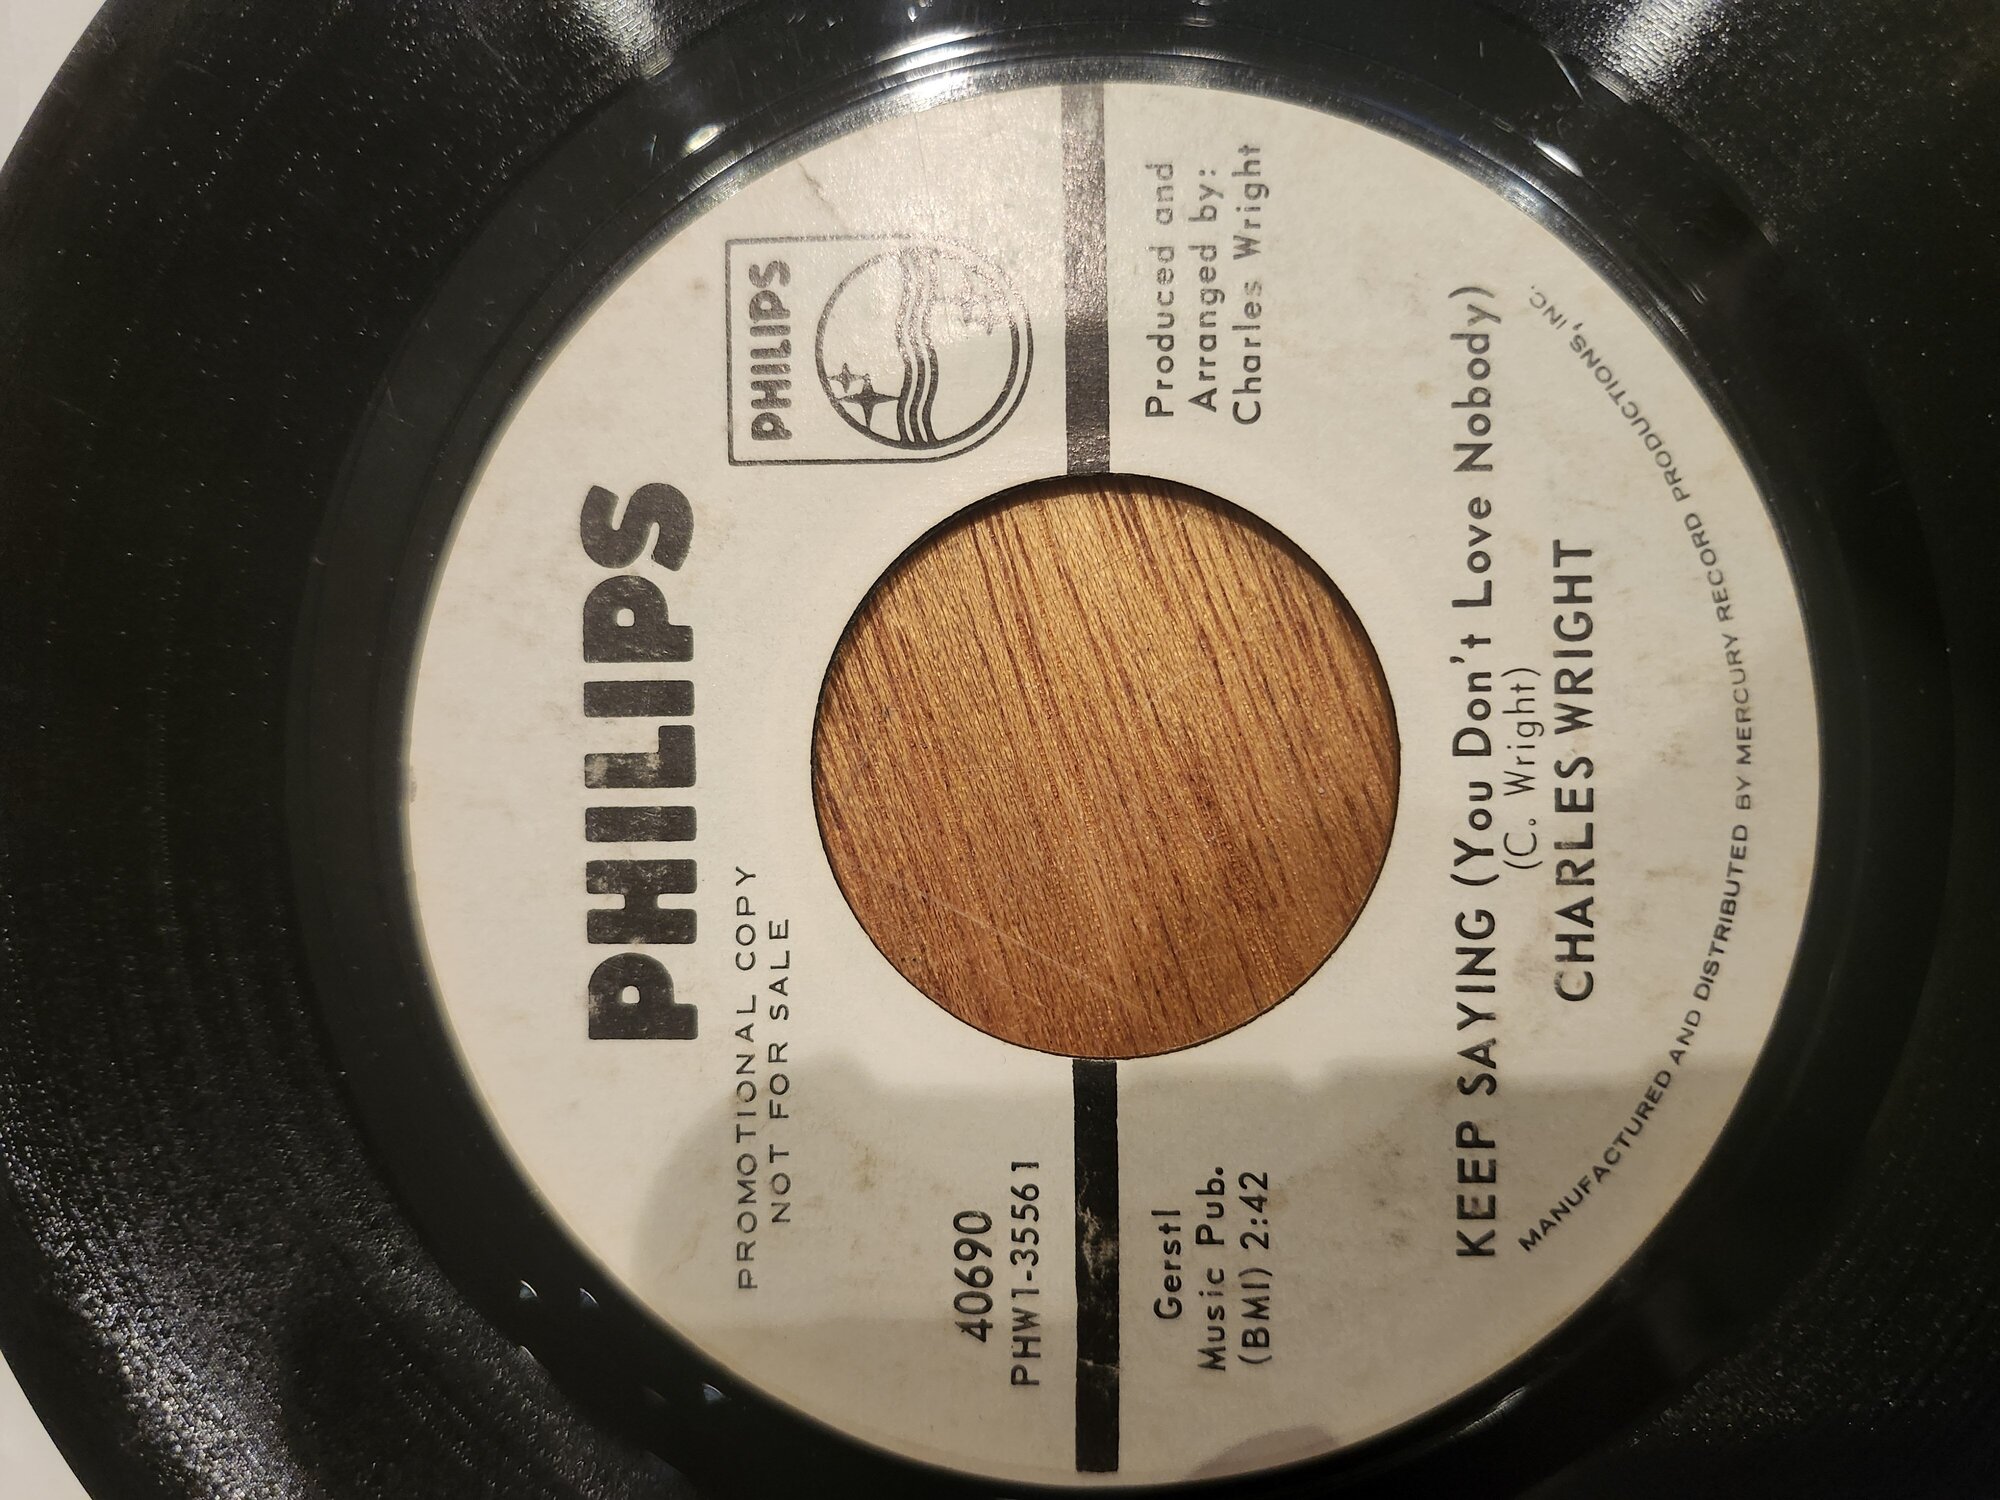 PHILIPS
PHILIPS
PROMOTIONAL COPY
NOT FOR SALE
40690
PHW1-35561
Gerstl
Music Pub.
(BMI) 2:42
Produced and
Arranged by:
Charles Wright
KEEP SAYING (You Don't Love Nobody)
(C. Wright)
CHARLES WRIGHT
MANUFACTURED AND DISTRIBUTED BY MERCURY RECORD PRODUCTIONS, INC.